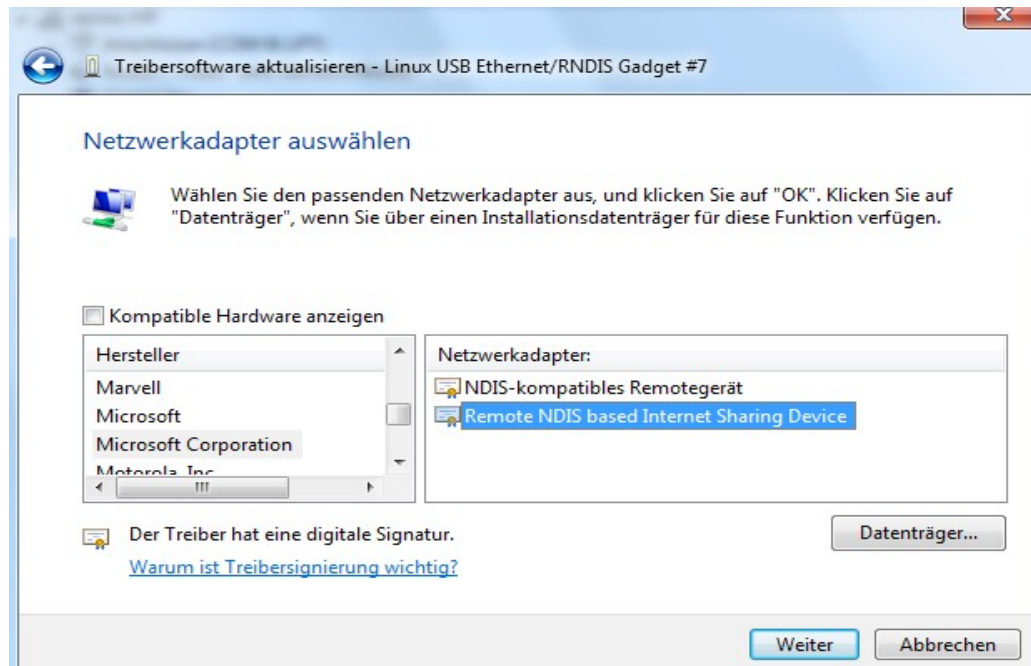 Treibersoftware aktualisieren - Linux USB Ethernet/RNDIS Gadget #7
Netzwerkadapter auswählen
Wählen Sie den passenden Netzwerkadapter aus, und klicken Sie auf "OK". Klicken Sie auf
"Datenträger", wenn Sie über einen Installationsdatenträger für diese Funktion verfügen.
Kompatible Hardware anzeigen
Hersteller
Marvell
Microsoft
Microsoft Corporation
Motorola, Inc.
Netzwerkadapter:
NDIS-kompatibles Remotegerät
Remote NDIS based Internet Sharing Device
Der Treiber hat eine digitale Signatur.
Warum ist Treibersignierung wichtig?
Datenträger...
Weiter
Abbrechen